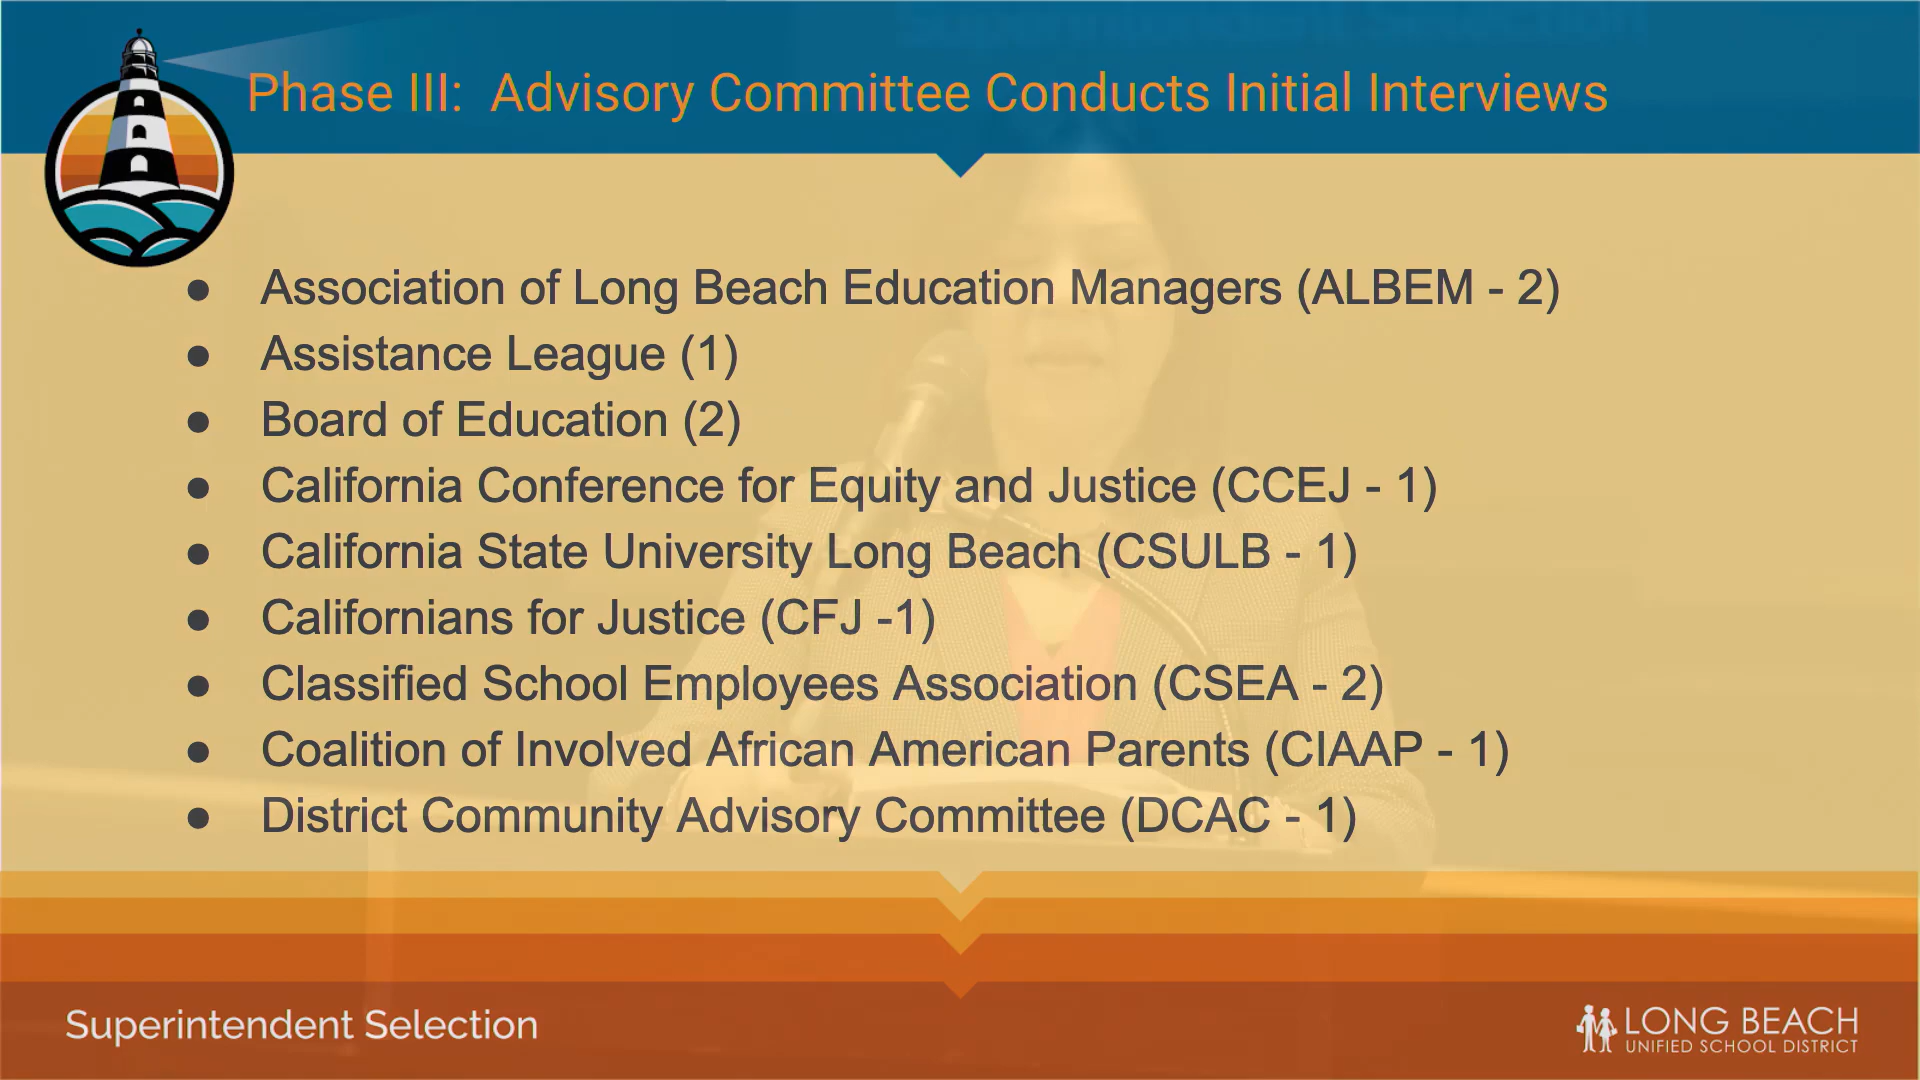 Phase III: Advisory Committee Conducts Initial Interviews
● Association of Long Beach Education Managers (ALBEM - 2)
● Assistance League (1)
● Board of Education (2)
● California Conference for Equity and Justice (CCEJ - 1)
● California State University Long Beach (CSULB - 1)
● Californians for Justice (CFJ -1)
● Classified School Employees Association (CSEA - 2)
● Coalition of Involved African American Parents (CIAAP - 1)
● District Community Advisory Committee (DCAC - 1)
Superintendent Selection
LONG BEACH
UNIFIED SCHOOL DISTRICT